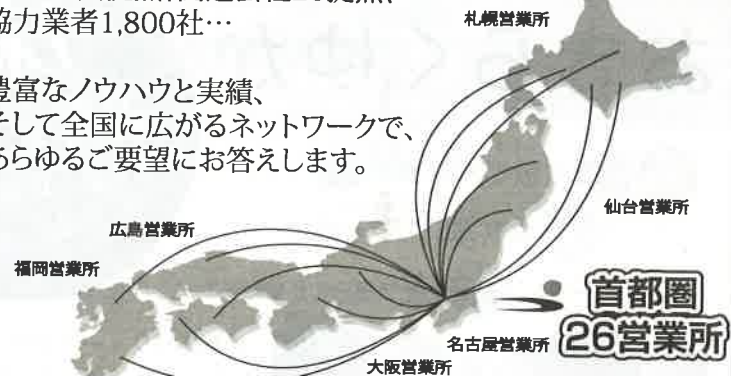 協力業者1,800社…
豊富なノウハウと実績、
そして全国に広がるネットワークで、
あらゆるご要望にお答えします。
札幌営業所
仙台営業所
広島営業所
福岡営業所
首都圏
26営業所
名古屋営業所
大阪営業所